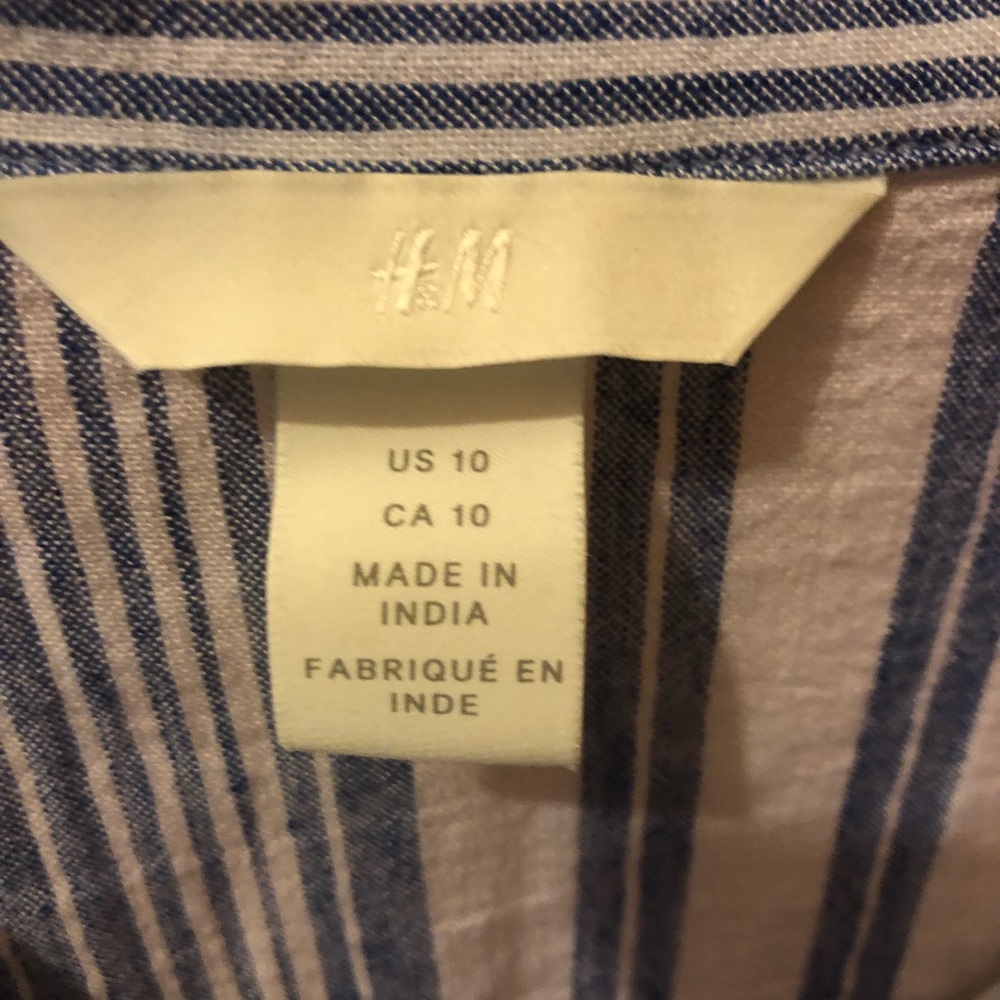 H&M
US 10
CA 10
MADE IN
INDIA
FABRIQUÉ EN
INDE